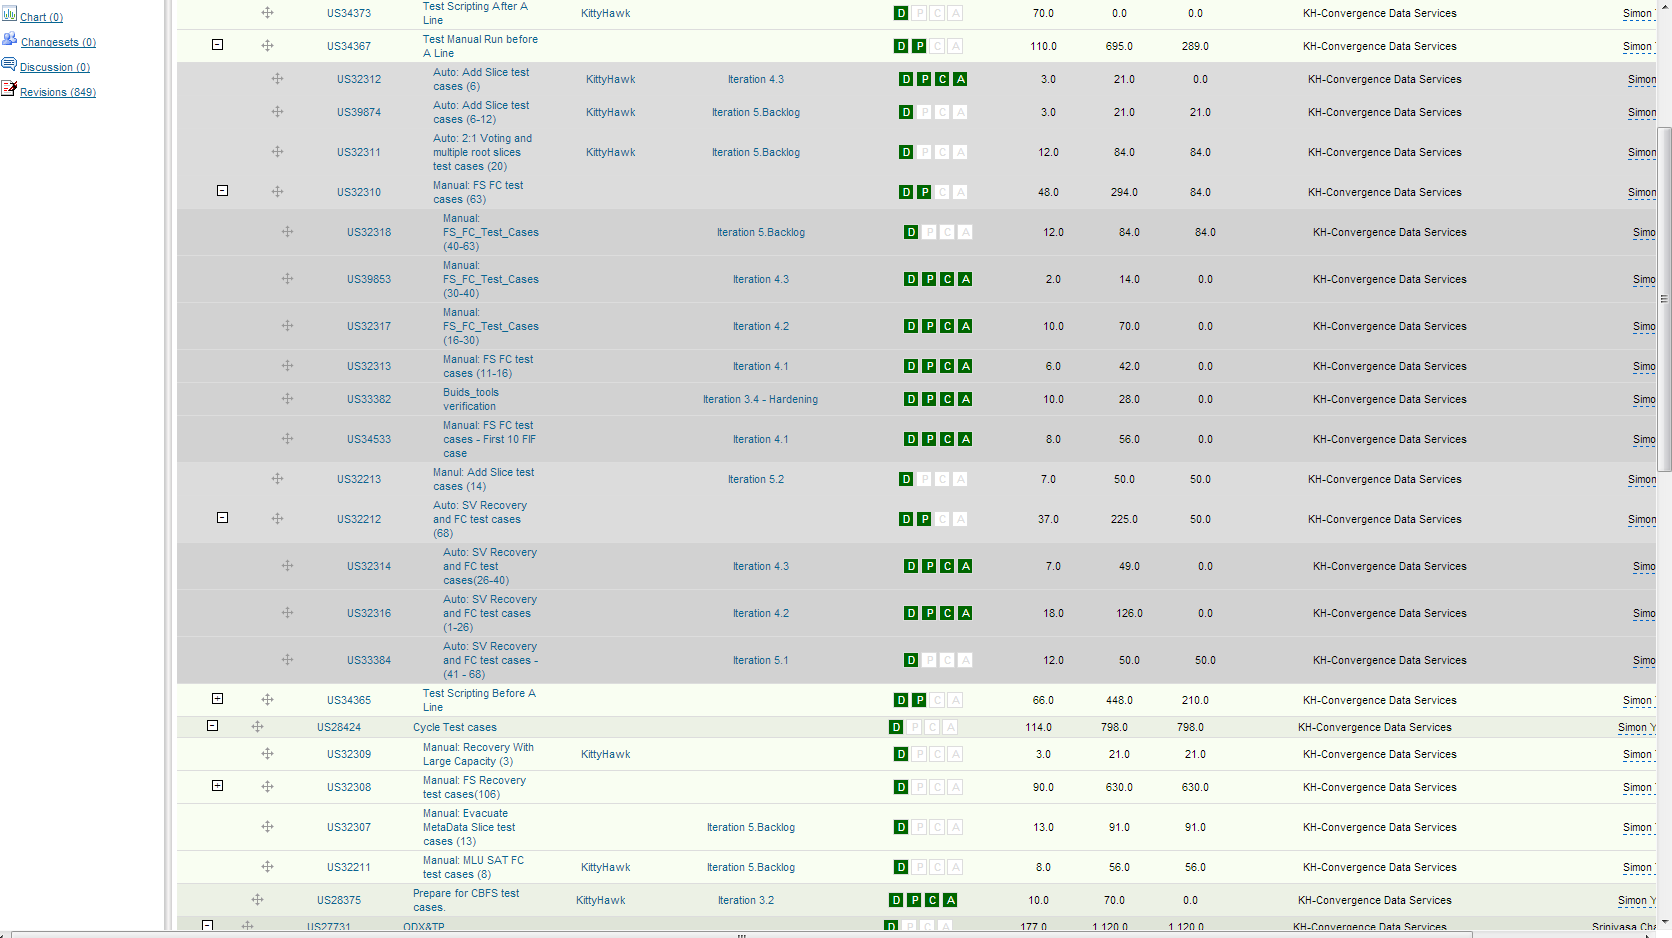 Chart (0)
Changesets (0)
Discussion (0)
Revisions (849)
US34373 Test Scripting After A Line KittyHawk D P C A 70.0 0.0 0.0 KH-Convergence Data Services Simon
US34367 Test Manual Run before A Line D P C A 110.0 695.0 289.0 KH-Convergence Data Services Simon
US32312 Auto: Add Slice test cases (6) KittyHawk Iteration 4.3 D P C A 3.0 21.0 0.0 KH-Convergence Data Services Simon
US39874 Auto: Add Slice test cases (6-12) KittyHawk Iteration 5.Backlog D P C A 3.0 21.0 21.0 KH-Convergence Data Services Simon
US32311 Auto: 2:1 Voting and multiple root slices test cases (20) KittyHawk Iteration 5.Backlog D P C A 12.0 84.0 84.0 KH-Convergence Data Services Simon
US32310 Manual: FS FC test cases (63) D P C A 48.0 294.0 84.0 KH-Convergence Data Services Simon
US32318 Manual: FS_FC_Test_Cases (40-63) Iteration 5.Backlog D P C A 12.0 84.0 84.0 KH-Convergence Data Services Simo
US39853 Manual: FS_FC_Test_Cases (30-40) Iteration 4.3 D P C A 2.0 14.0 0.0 KH-Convergence Data Services Simo
US32317 Manual: FS_FC_Test_Cases (16-30) Iteration 4.2 D P C A 10.0 70.0 0.0 KH-Convergence Data Services Simo
US32313 Manual: FS FC test cases (11-16) Iteration 4.1 D P C A 6.0 42.0 0.0 KH-Convergence Data Services Simo
US33382 Buids_tools verification Iteration 3.4 - Hardening D P C A 10.0 28.0 0.0 KH-Convergence Data Services Simo
US34533 Manual: FS FC test cases - First 10 FIF case Iteration 4.1 D P C A 8.0 56.0 0.0 KH-Convergence Data Services Simo
US32213 Manul: Add Slice test cases (14) Iteration 5.2 D P C A 7.0 50.0 50.0 KH-Convergence Data Services Simon
US32212 Auto: SV Recovery and FC test cases (68) D P C A 37.0 225.0 50.0 KH-Convergence Data Services Simon
US32314 Auto: SV Recovery and FC test cases(26-40) Iteration 4.3 D P C A 7.0 49.0 0.0 KH-Convergence Data Services Simo
US32316 Auto: SV Recovery and FC test cases (1-26) Iteration 4.2 D P C A 18.0 126.0 0.0 KH-Convergence Data Services Simo
US33384 Auto: SV Recovery and FC test cases - (41 - 68) Iteration 5.1 D P C A 12.0 50.0 50.0 KH-Convergence Data Services Simo
US34365 Test Scripting Before A Line D P C A 66.0 448.0 210.0 KH-Convergence Data Services Simon
US28424 Cycle Test cases D P C A 114.0 798.0 798.0 KH-Convergence Data Services Simon Y
US32309 Manual: Recovery With Large Capacity (3) KittyHawk D P C A 3.0 21.0 21.0 KH-Convergence Data Services Simon
US32308 Manual: FS Recovery test cases(106) D P C A 90.0 630.0 630.0 KH-Convergence Data Services Simon
US32307 Manual: Evacuate MetaData Slice test cases (13) Iteration 5.Backlog D P C A 13.0 91.0 91.0 KH-Convergence Data Services Simon
US32211 Manual: MLU SAT FC test cases (8) KittyHawk Iteration 5.Backlog D P C A 8.0 56.0 56.0 KH-Convergence Data Services Simon
US28375 Prepare for CBFS test cases. KittyHawk Iteration 3.2 D P C A 10.0 70.0 0.0 KH-Convergence Data Services Simon Y
US27731 ODX&TP D P C A 177.0 1,120.0 1,120.0 KH-Convergence Data Services Srinivasa Cha